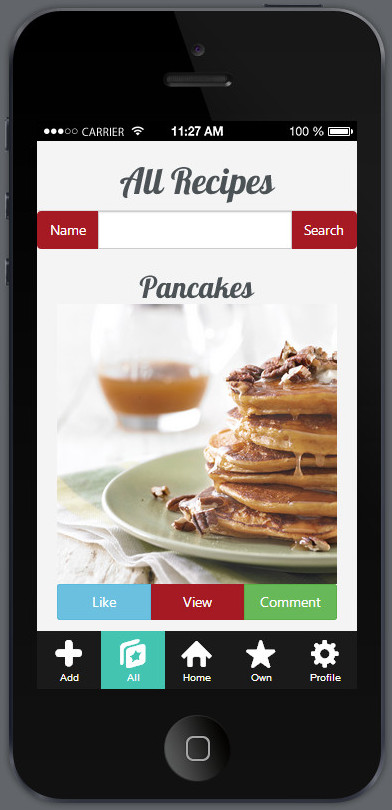 CARRIER 11:27 AM 100 %
All Recipes
Name Search
Pancakes
Like View Comment
Add All Home Own Profile